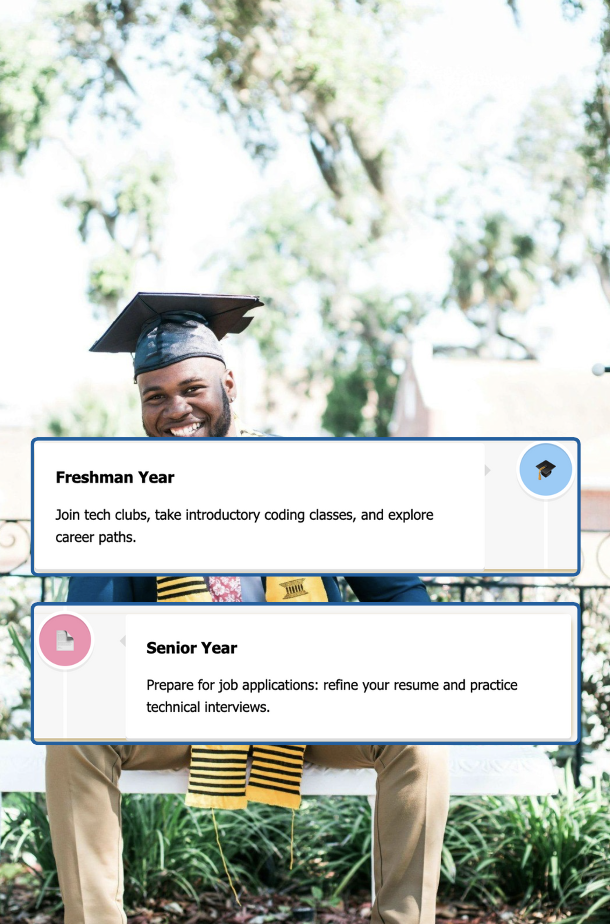 Freshman Year
Join tech clubs, take introductory coding classes, and explore
career paths.
Senior Year
Prepare for job applications: refine your resume and practice
technical interviews.